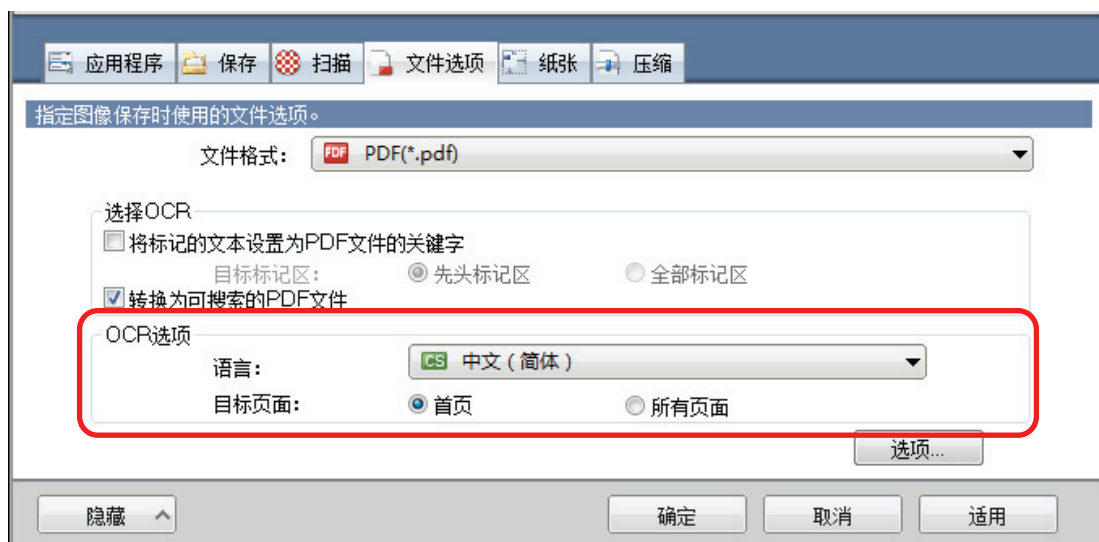 应用程序 保存 扫描 文件选项 纸张 压缩
指定图像保存时使用的文件选项。
文件格式： PDF PDF(*.pdf)
选择OCR
将标记的文本设置为PDF文件的关键字
目标标记区： 先头标记区 全部标记区
转换为可搜索的PDF文件
OCR选项
语言： CS 中文（简体）
目标页面： 首页 所有页面
选项...
隐藏 确定 取消 适用